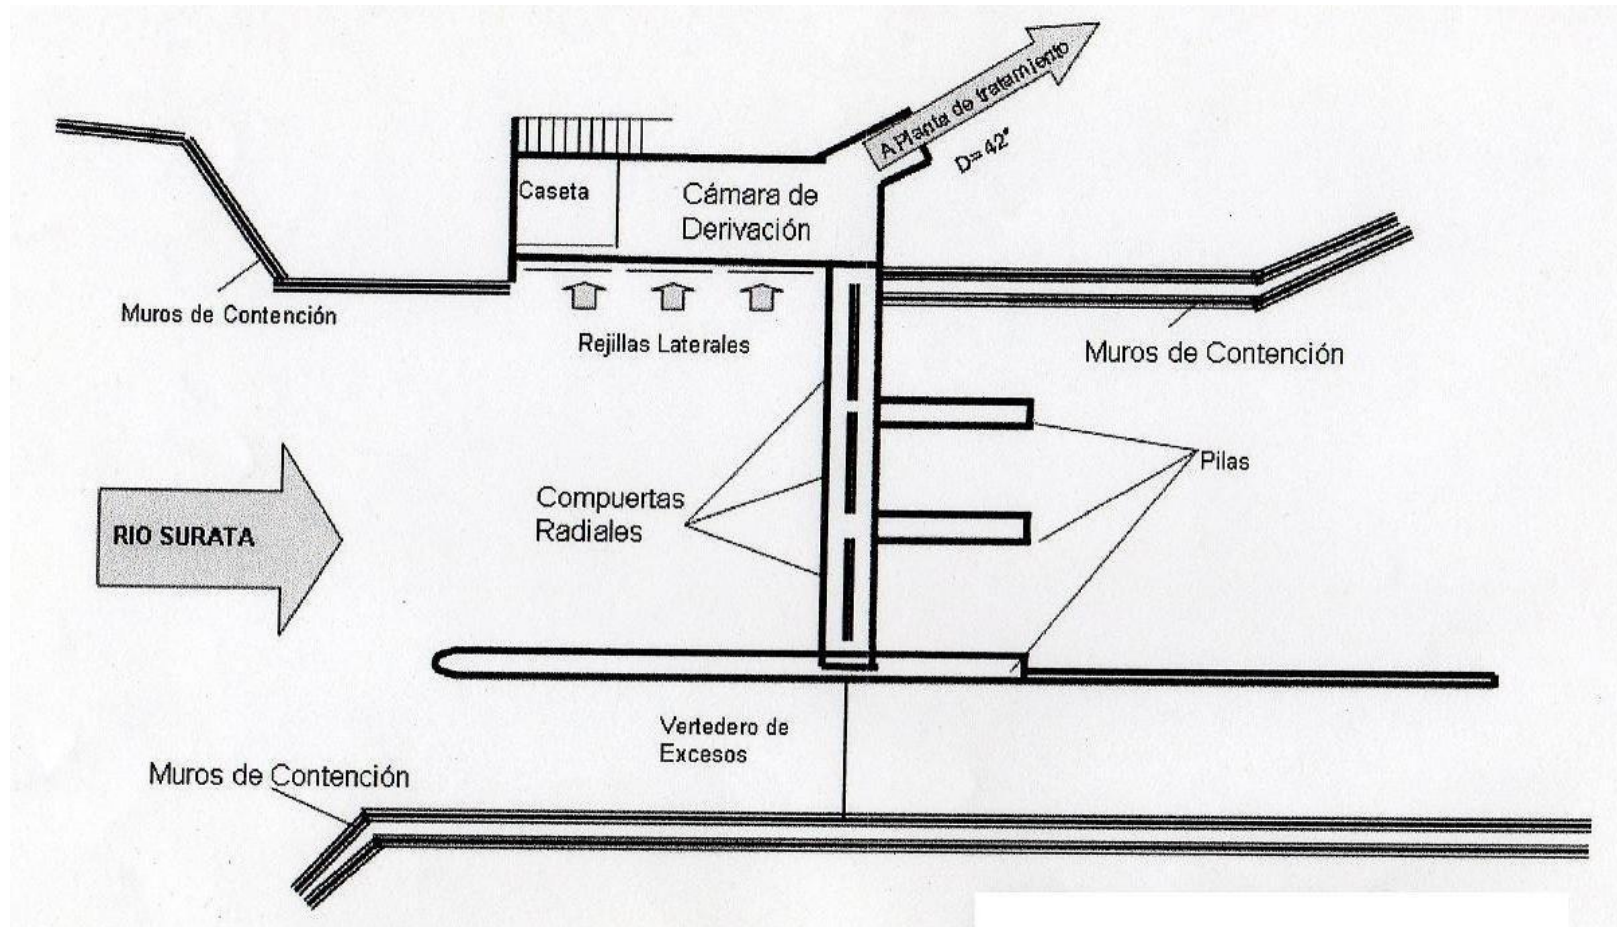 A Planta de tratamiento
D= 42"
Caseta
Cámara de
Derivación
Muros de Contención
Rejillas Laterales
Muros de Contención
Compuertas
Radiales
Pilas
RIO SURATA
Vertedero de
Excesos
Muros de Contención